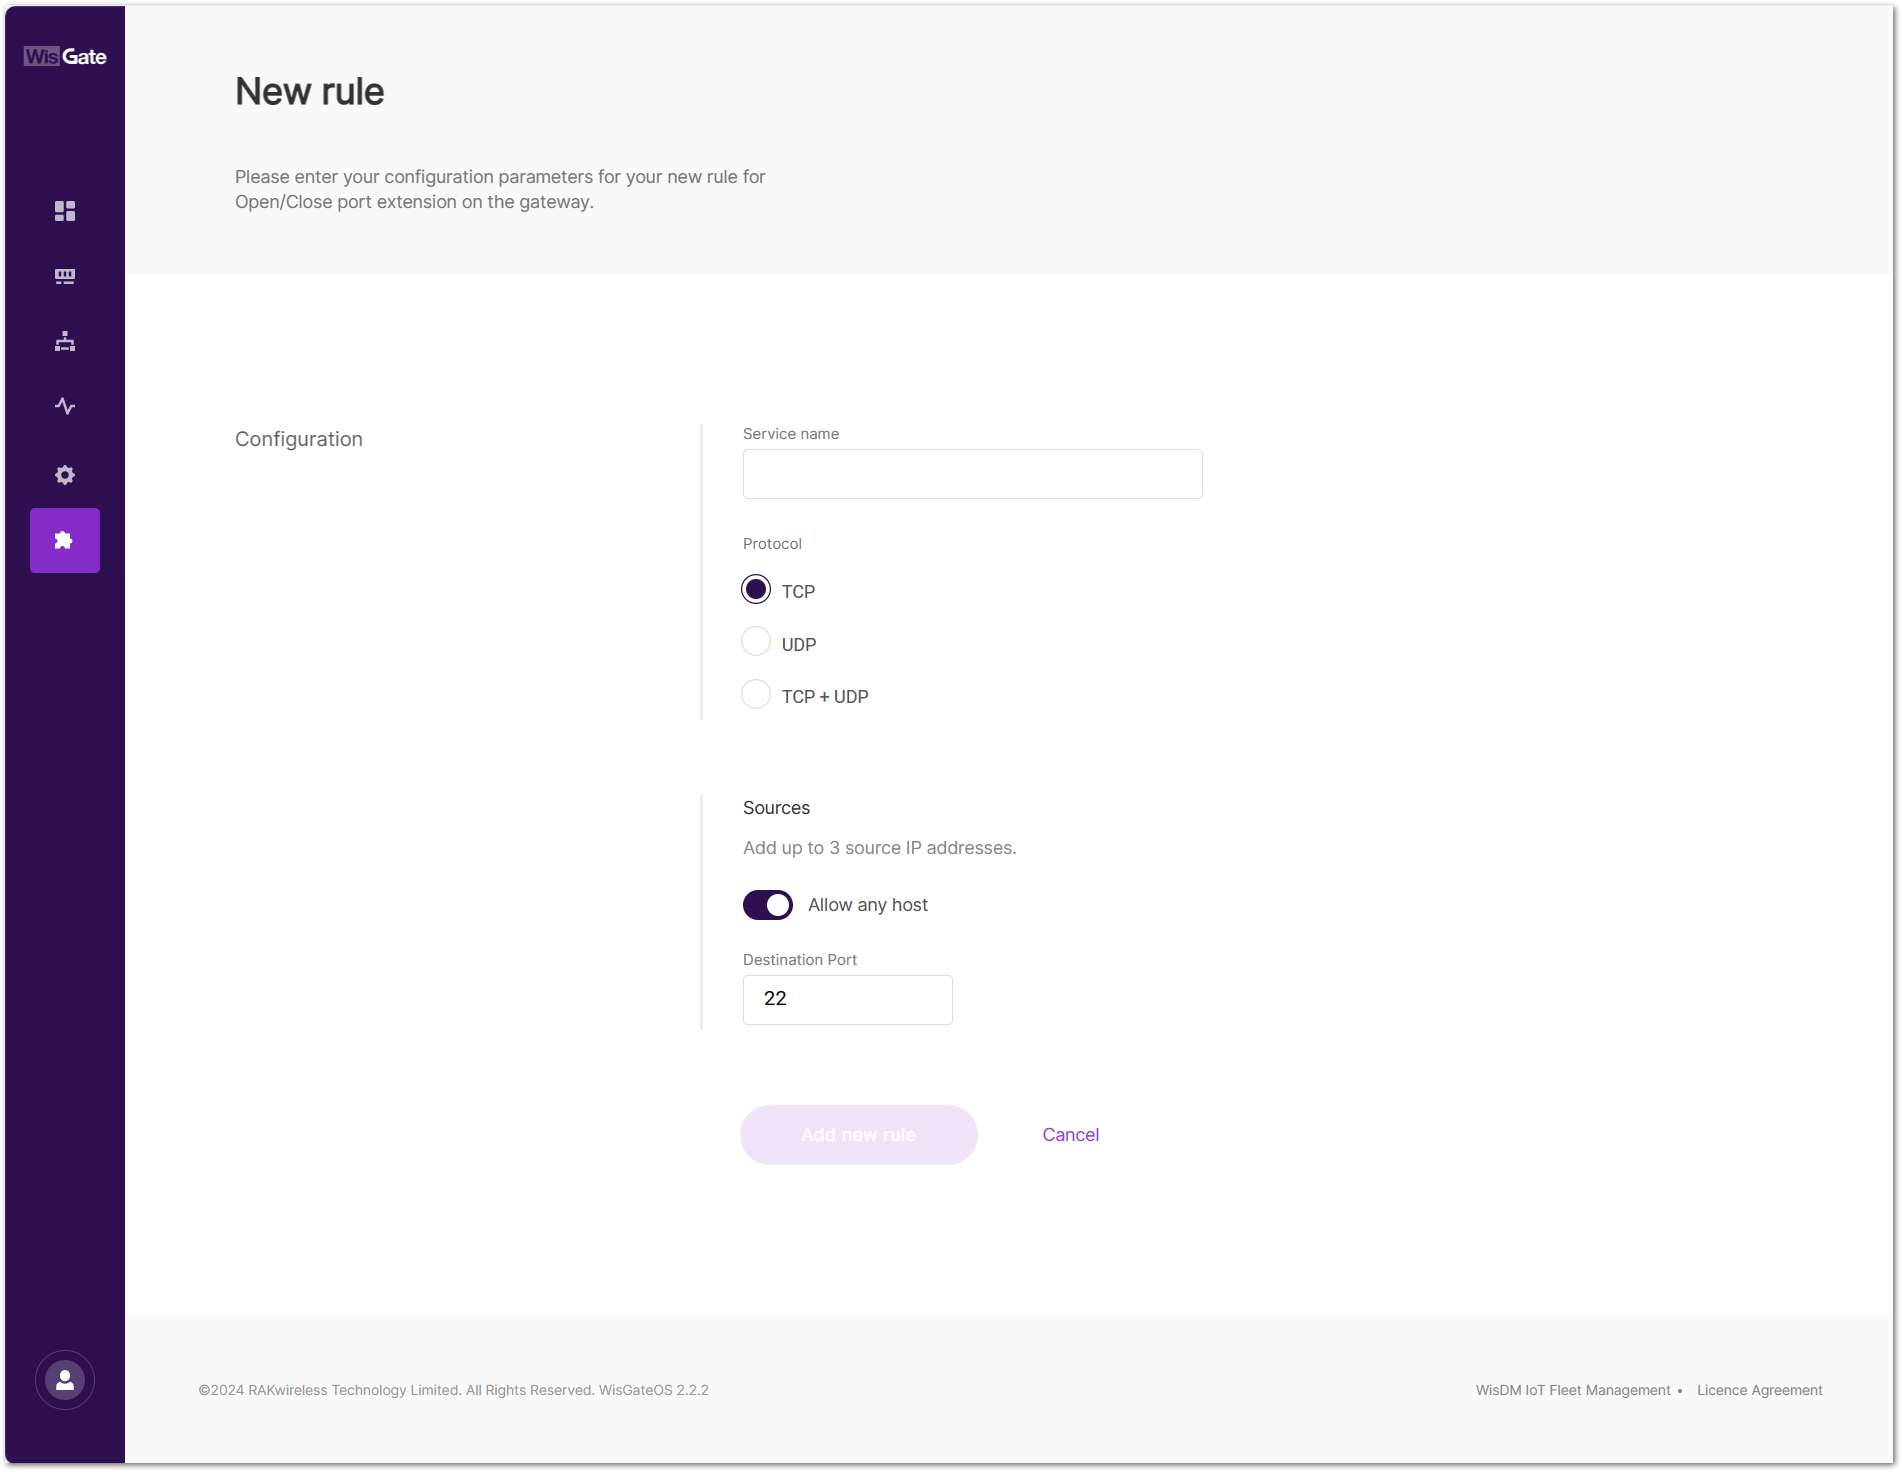 WisGate
New rule
Please enter your configuration parameters for your new rule for
Open/Close port extension on the gateway.
Configuration
Service name
Protocol
TCP
UDP
TCP + UDP
Sources
Add up to 3 source IP addresses.
Allow any host
Destination Port
22
Add new rule
Cancel
©2024 RAKwireless Technology Limited. All Rights Reserved. WisGateOS 2.2.2
WisDM IoT Fleet Management • Licence Agreement